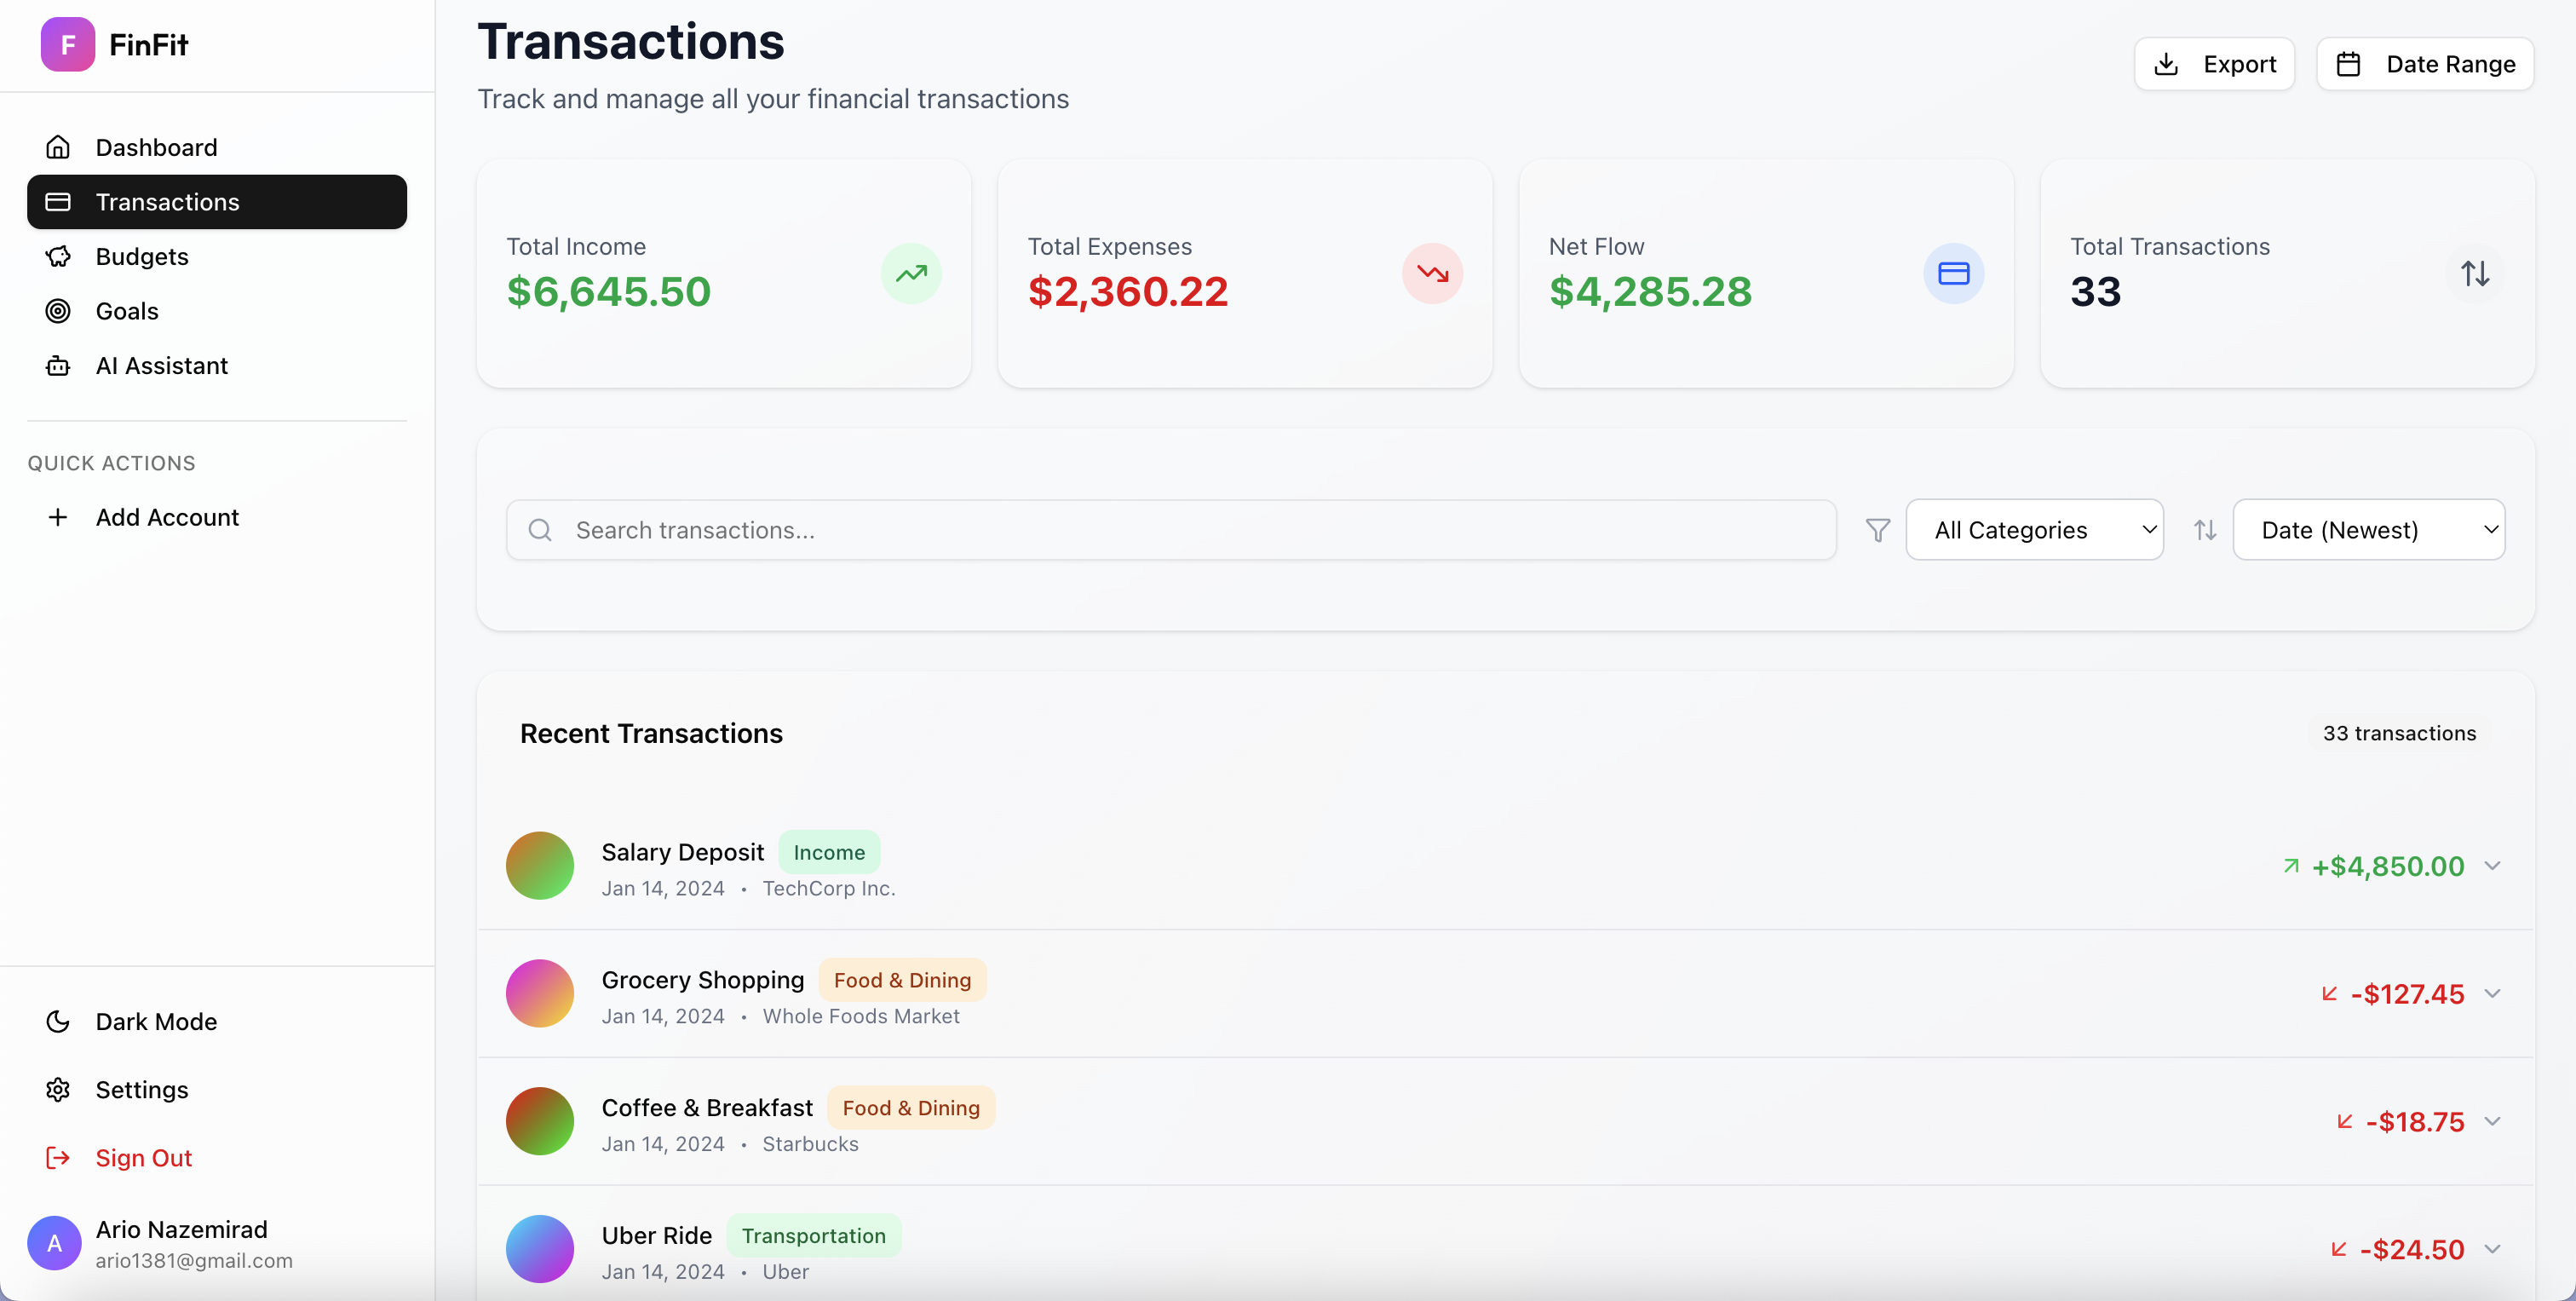 F FinFit
Dashboard
Transactions
Budgets
Goals
AI Assistant
QUICK ACTIONS
Add Account
Dark Mode
Settings
Sign Out
A
Ario Nazemirad
ario1381@gmail.com
Transactions
Track and manage all your financial transactions
Export
Date Range
Total Income
$6,645.50
Total Expenses
$2,360.22
Net Flow
$4,285.28
Total Transactions
33
Search transactions...
All Categories
Date (Newest)
Recent Transactions
33 transactions
Salary Deposit Income
Jan 14, 2024 • TechCorp Inc.
+$4,850.00
Grocery Shopping Food & Dining
Jan 14, 2024 • Whole Foods Market
-$127.45
Coffee & Breakfast Food & Dining
Jan 14, 2024 • Starbucks
-$18.75
Uber Ride Transportation
Jan 14, 2024 • Uber
-$24.50